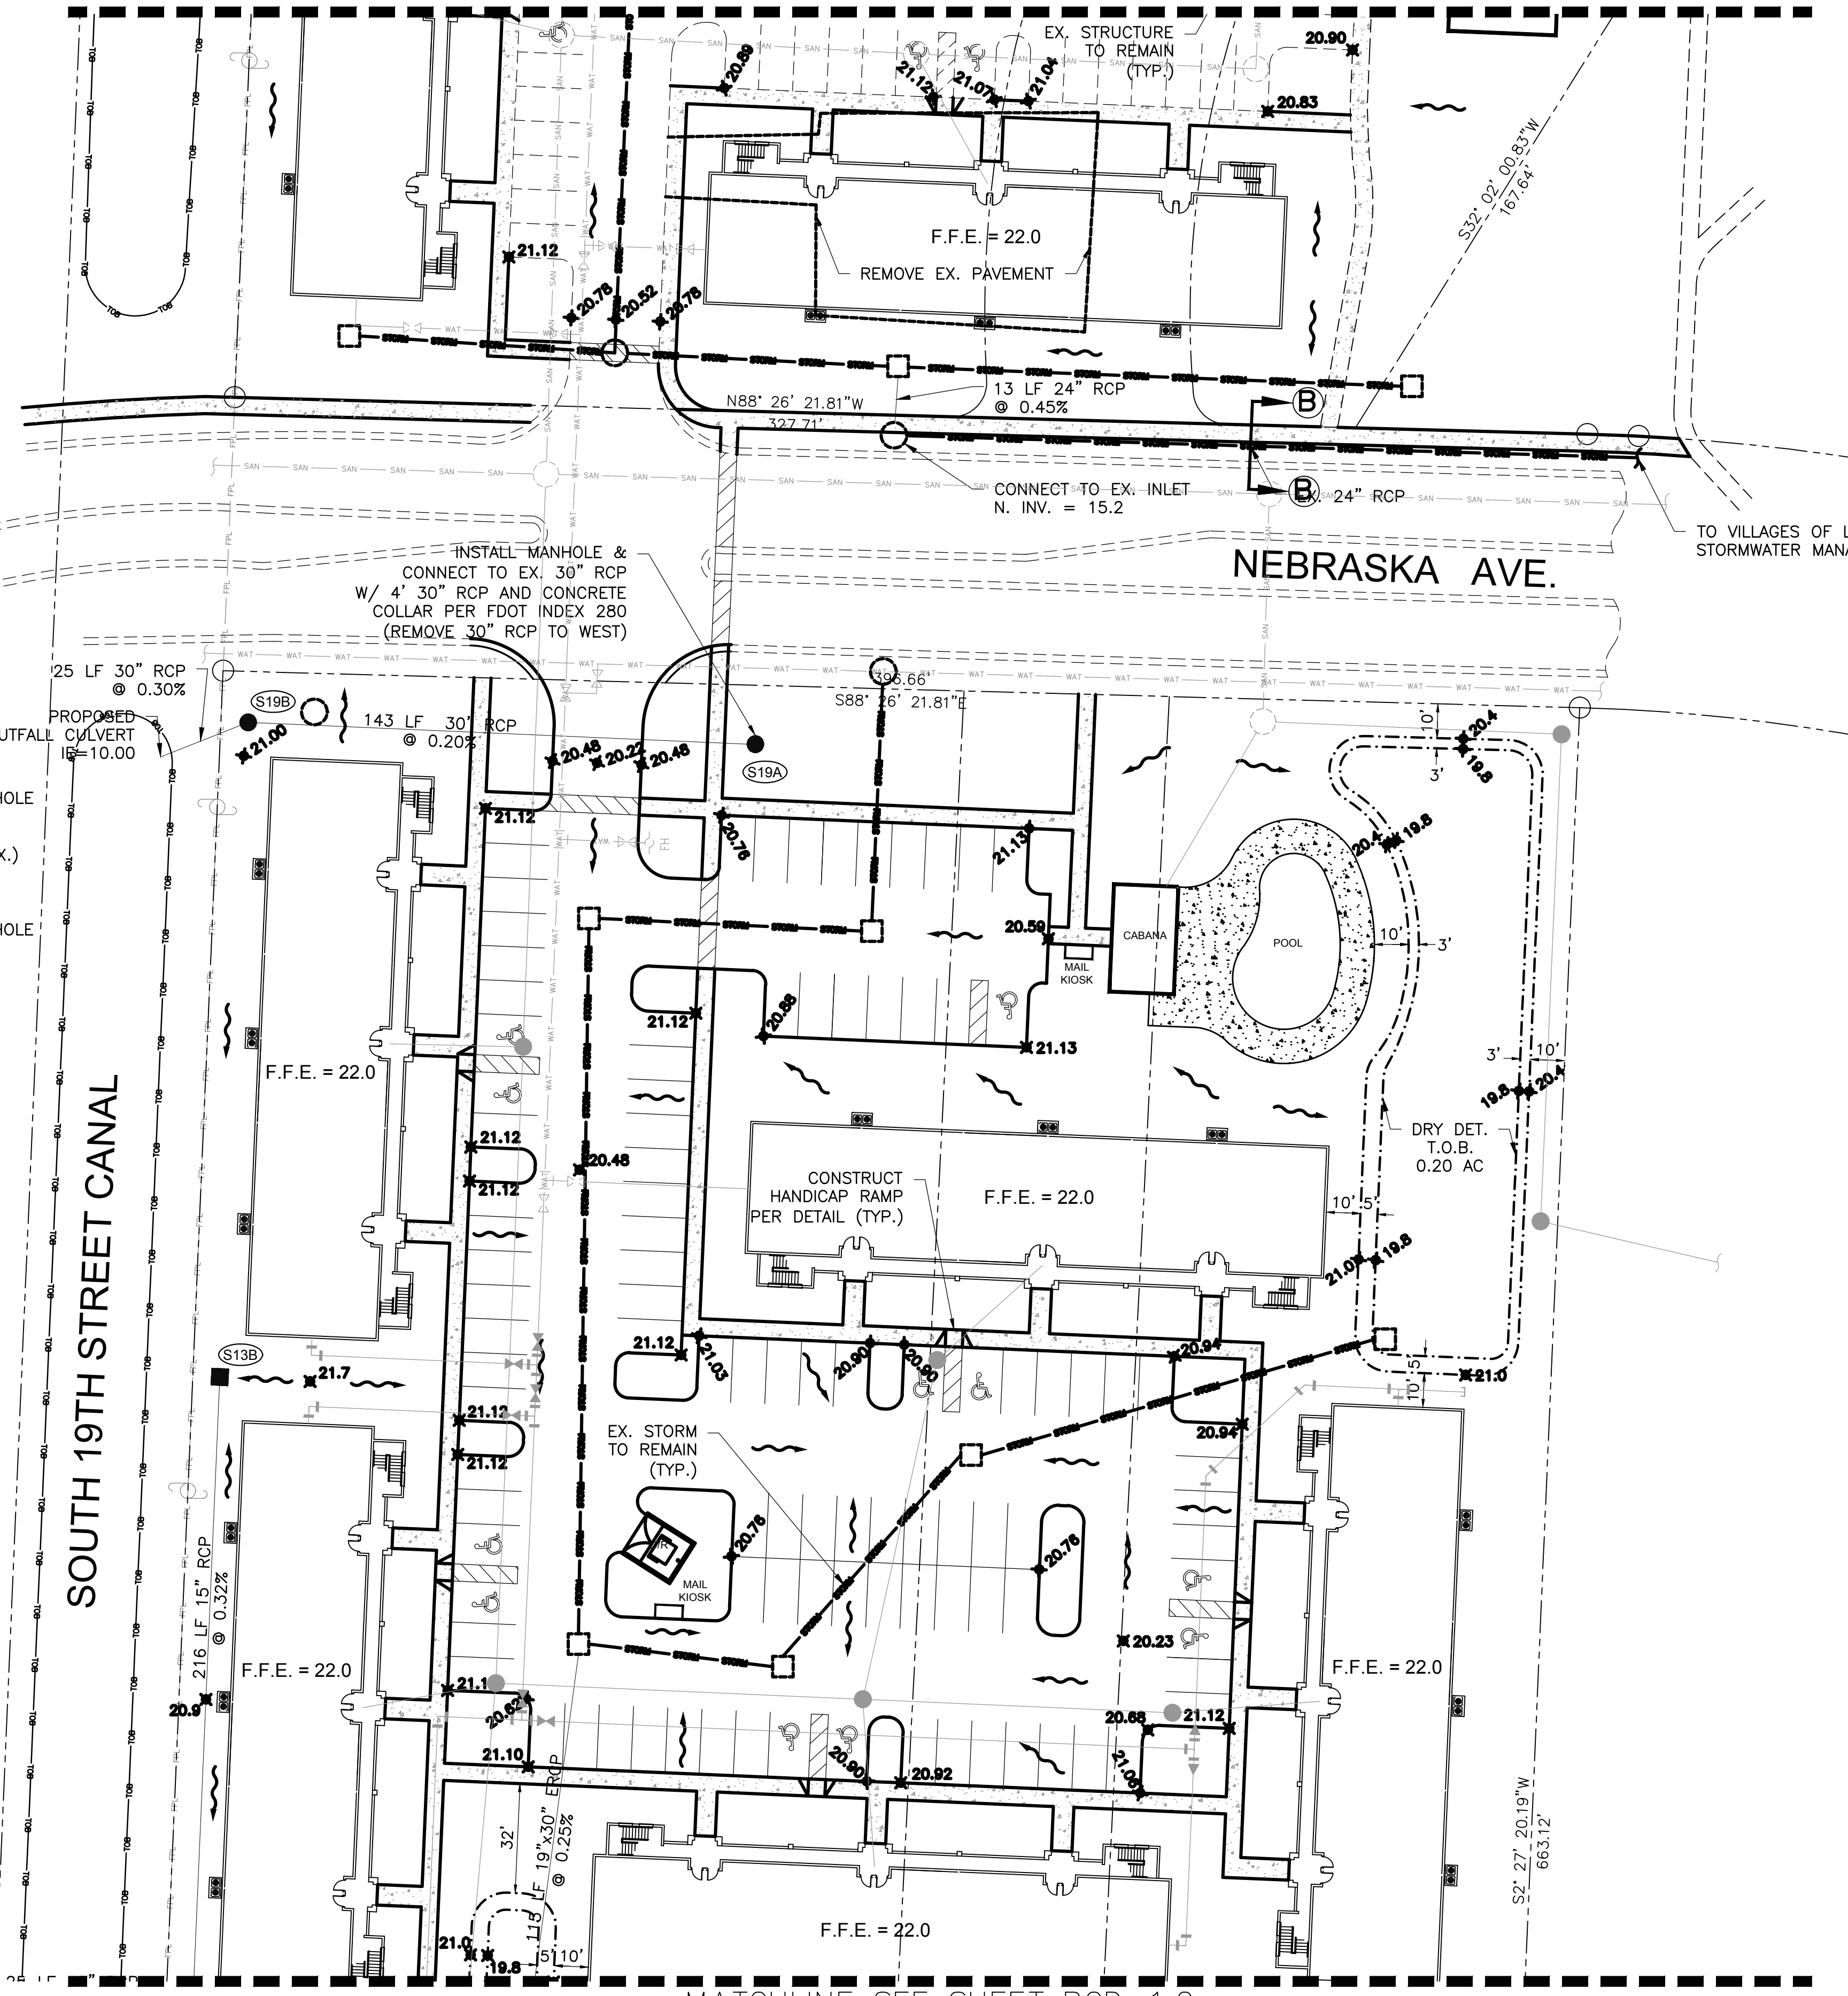 EX. STRUCTURE
TO REMAIN
(TYP.)
20.90
20.89
21.12
21.07
21.04
20.83
S32° 02' 00.83"W
167.64'
F.F.E. = 22.0
REMOVE EX. PAVEMENT
21.12
20.78
20.52
20.78
13 LF 24" RCP
@ 0.45%
N88° 26' 21.81"W
327.71'
B
B
CONNECT TO EX. INLET
N. INV. = 15.2
EX. 24" RCP
TO VILLAGES OF L
STORMWATER MANA
NEBRASKA AVE.
INSTALL MANHOLE &
CONNECT TO EX. 30" RCP
W/ 4' 30" RCP AND CONCRETE
COLLAR PER FDOT INDEX 280
(REMOVE 30" RCP TO WEST)
25 LF 30" RCP
@ 0.30%
396.66'
S88° 26' 21.81"E
S19B
PROPOSED
UTFALL CULVERT
IE=10.00
143 LF 30' RCP
@ 0.20%
21.00
20.48
20.22
20.48
S19A
10'
20.4
19.8
3'
HOLE
X.)
HOLE
21.12
20.76
21.13
FH
20.4
19.8
20.59
CABANA
POOL
10'
3'
MAIL
KIOSK
21.12
20.88
21.13
F.F.E. = 22.0
3'
10'
19.8
20.4
DRY DET.
T.O.B.
0.20 AC
21.12
20.48
21.12
CONSTRUCT
HANDICAP RAMP
PER DETAIL (TYP.)
F.F.E. = 22.0
10'
5'
21.0
19.8
SOUTH 19TH STREET CANAL
S13B
21.7
21.12
21.03
20.90
20.90
20.94
5'
10'
21.0
21.12
20.94
21.12
EX. STORM
TO REMAIN
(TYP.)
20.76
20.76
MAIL
KIOSK
216 LF 15" RCP
@ 0.32%
20.23
F.F.E. = 22.0
F.F.E. = 22.0
20.9
21.1
20.62
20.68
21.12
21.10
20.90
20.92
21.06
32'
115 LF 19"x30" ERCP
@ 0.25%
S2° 27' 20.19"W
663.12'
F.F.E. = 22.0
21.0
19.8
5'
10'